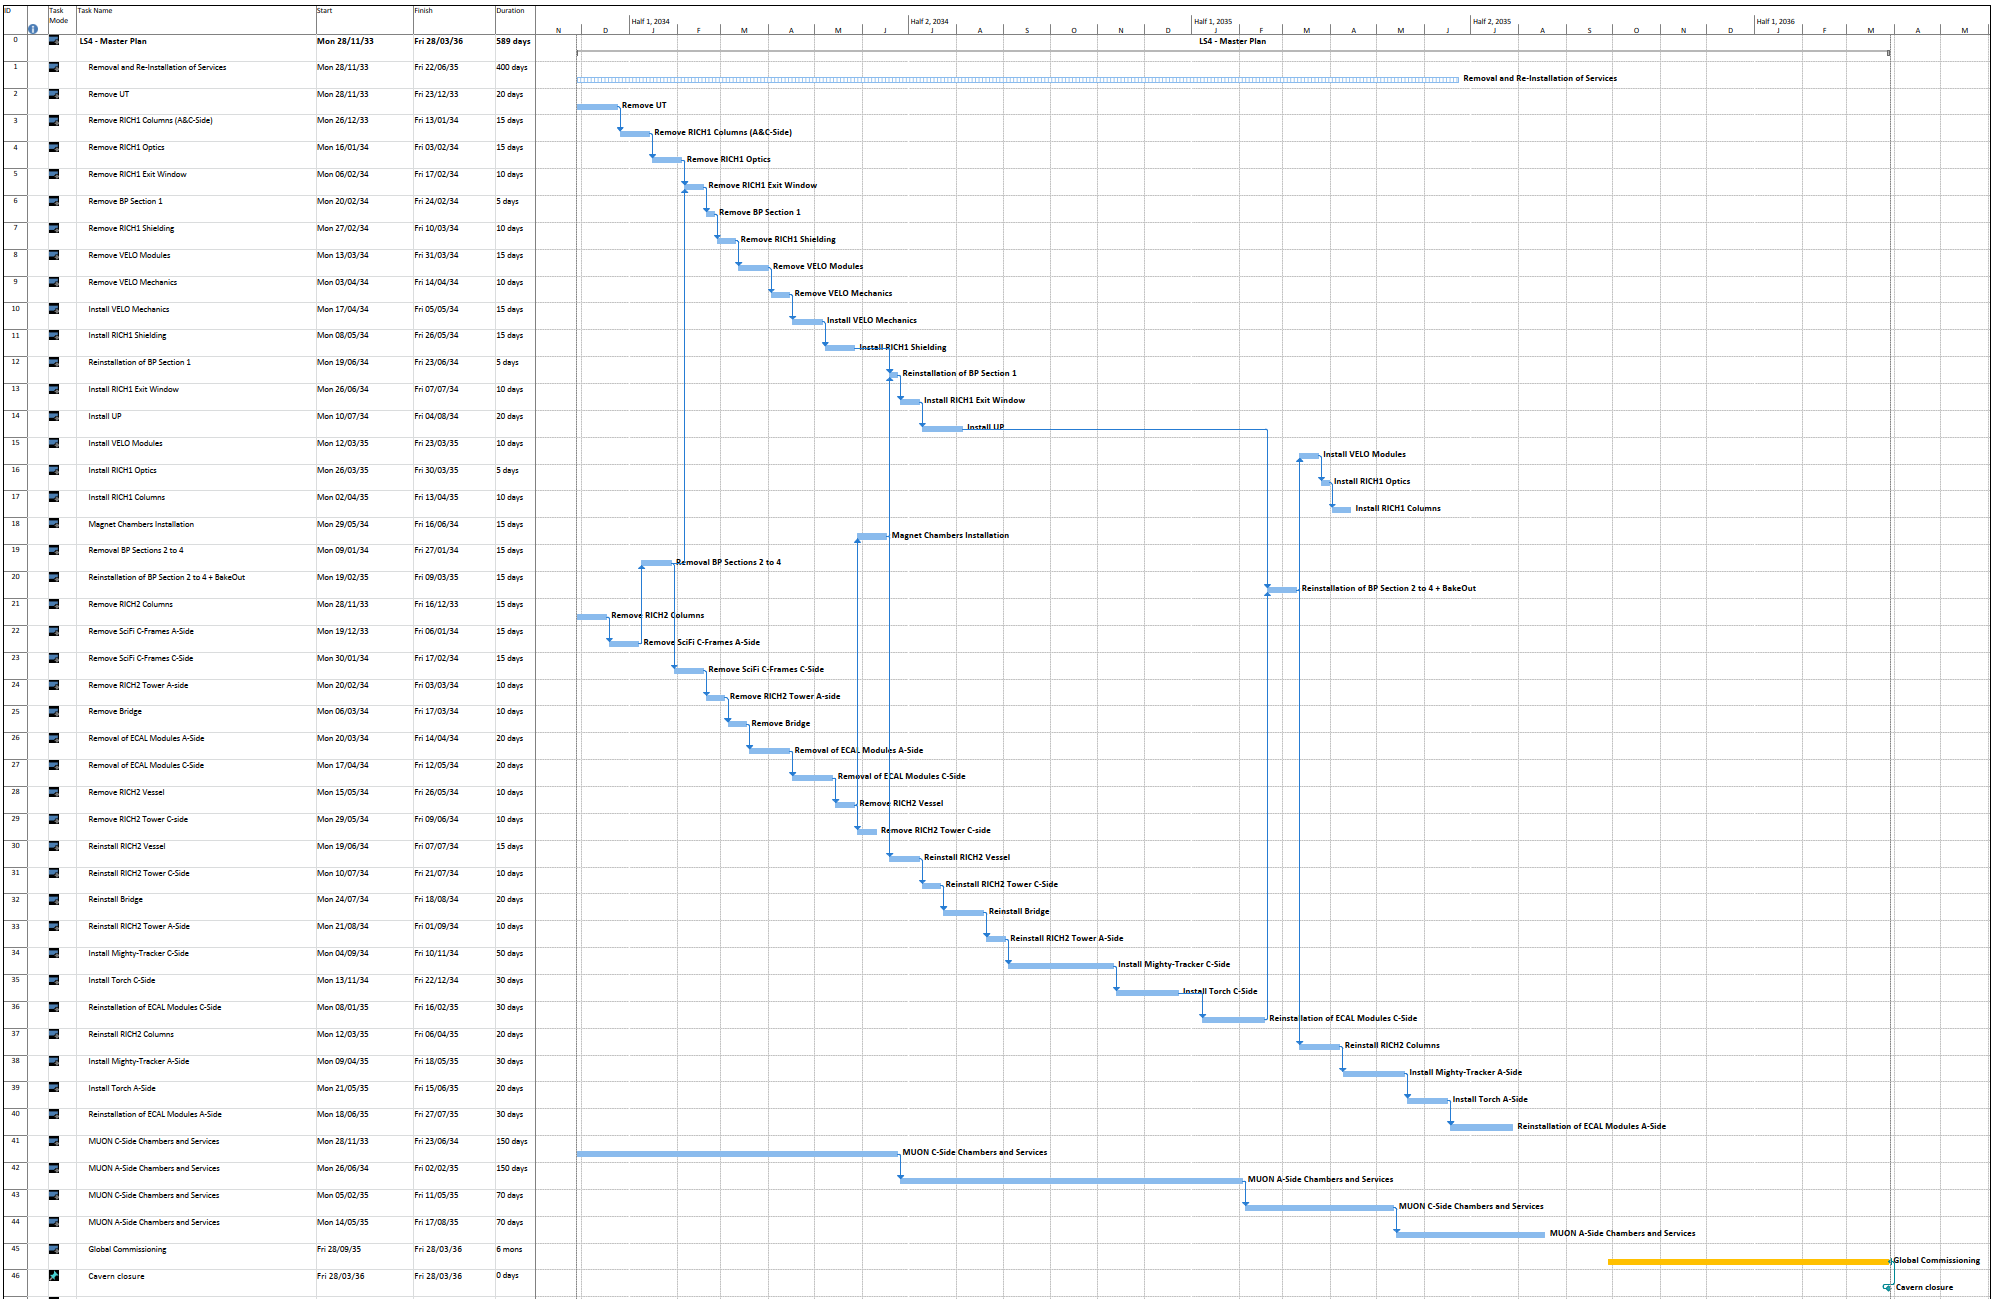 ID Task Mode Task Name Start Finish Duration
Half 1, 2034 Half 2, 2034 Half 1, 2035 Half 2, 2035 Half 1, 2036
N D J F M A M J J A S O N D J F M A M J J A S O N D J F M A M
0 LS4 - Master Plan Mon 28/11/33 Fri 28/03/36 589 days LS4 - Master Plan
1 Removal and Re-Installation of Services Mon 28/11/33 Fri 22/06/35 400 days Removal and Re-Installation of Services
2 Remove UT Mon 28/11/33 Fri 23/12/33 20 days Remove UT
3 Remove RICH1 Columns (A&C-Side) Mon 26/12/33 Fri 13/01/34 15 days Remove RICH1 Columns (A&C-Side)
4 Remove RICH1 Optics Mon 16/01/34 Fri 03/02/34 15 days Remove RICH1 Optics
5 Remove RICH1 Exit Window Mon 06/02/34 Fri 17/02/34 10 days Remove RICH1 Exit Window
6 Remove BP Section 1 Mon 20/02/34 Fri 24/02/34 5 days Remove BP Section 1
7 Remove RICH1 Shielding Mon 27/02/34 Fri 10/03/34 10 days Remove RICH1 Shielding
8 Remove VELO Modules Mon 13/03/34 Fri 31/03/34 15 days Remove VELO Modules
9 Remove VELO Mechanics Mon 03/04/34 Fri 14/04/34 10 days Remove VELO Mechanics
10 Install VELO Mechanics Mon 17/04/34 Fri 05/05/34 15 days Install VELO Mechanics
11 Install RICH1 Shielding Mon 08/05/34 Fri 26/05/34 15 days Install RICH1 Shielding
12 Reinstallation of BP Section 1 Mon 19/06/34 Fri 23/06/34 5 days Reinstallation of BP Section 1
13 Install RICH1 Exit Window Mon 26/06/34 Fri 07/07/34 10 days Install RICH1 Exit Window
14 Install UP Mon 10/07/34 Fri 04/08/34 20 days Install UP
15 Install VELO Modules Mon 12/03/35 Fri 23/03/35 10 days Install VELO Modules
16 Install RICH1 Optics Mon 26/03/35 Fri 30/03/35 5 days Install RICH1 Optics
17 Install RICH1 Columns Mon 02/04/35 Fri 13/04/35 10 days Install RICH1 Columns
18 Magnet Chambers Installation Mon 29/05/34 Fri 16/06/34 15 days Magnet Chambers Installation
19 Removal BP Sections 2 to 4 Mon 09/01/34 Fri 27/01/34 15 days Removal BP Sections 2 to 4
20 Reinstallation of BP Section 2 to 4 + BakeOut Mon 19/02/35 Fri 09/03/35 15 days Reinstallation of BP Section 2 to 4 + BakeOut
21 Remove RICH2 Columns Mon 28/11/33 Fri 16/12/33 15 days Remove RICH2 Columns
22 Remove SciFi C-Frames A-Side Mon 19/12/33 Fri 06/01/34 15 days Remove SciFi C-Frames A-Side
23 Remove SciFi C-Frames C-Side Mon 30/01/34 Fri 17/02/34 15 days Remove SciFi C-Frames C-Side
24 Remove RICH2 Tower A-side Mon 20/02/34 Fri 03/03/34 10 days Remove RICH2 Tower A-side
25 Remove Bridge Mon 06/03/34 Fri 17/03/34 10 days Remove Bridge
26 Removal of ECAL Modules A-Side Mon 20/03/34 Fri 14/04/34 20 days Removal of ECAL Modules A-Side
27 Removal of ECAL Modules C-Side Mon 17/04/34 Fri 12/05/34 20 days Removal of ECAL Modules C-Side
28 Remove RICH2 Vessel Mon 15/05/34 Fri 26/05/34 10 days Remove RICH2 Vessel
29 Remove RICH2 Tower C-side Mon 29/05/34 Fri 09/06/34 10 days Remove RICH2 Tower C-side
30 Reinstall RICH2 Vessel Mon 19/06/34 Fri 07/07/34 15 days Reinstall RICH2 Vessel
31 Reinstall RICH2 Tower C-Side Mon 10/07/34 Fri 21/07/34 10 days Reinstall RICH2 Tower C-Side
32 Reinstall Bridge Mon 24/07/34 Fri 18/08/34 20 days Reinstall Bridge
33 Reinstall RICH2 Tower A-Side Mon 21/08/34 Fri 01/09/34 10 days Reinstall RICH2 Tower A-Side
34 Install Mighty-Tracker C-Side Mon 04/09/34 Fri 10/11/34 50 days Install Mighty-Tracker C-Side
35 Install Torch C-Side Mon 13/11/34 Fri 22/12/34 30 days Install Torch C-Side
36 Reinstallation of ECAL Modules C-Side Mon 08/01/35 Fri 16/02/35 30 days Reinstallation of ECAL Modules C-Side
37 Reinstall RICH2 Columns Mon 12/03/35 Fri 06/04/35 20 days Reinstall RICH2 Columns
38 Install Mighty-Tracker A-Side Mon 09/04/35 Fri 18/05/35 30 days Install Mighty-Tracker A-Side
39 Install Torch A-Side Mon 21/05/35 Fri 15/06/35 20 days Install Torch A-Side
40 Reinstallation of ECAL Modules A-Side Mon 18/06/35 Fri 27/07/35 30 days Reinstallation of ECAL Modules A-Side
41 MUON C-Side Chambers and Services Mon 28/11/33 Fri 23/06/34 150 days MUON C-Side Chambers and Services
42 MUON A-Side Chambers and Services Mon 26/06/34 Fri 02/02/35 150 days MUON A-Side Chambers and Services
43 MUON C-Side Chambers and Services Mon 05/02/35 Fri 11/05/35 70 days MUON C-Side Chambers and Services
44 MUON A-Side Chambers and Services Mon 14/05/35 Fri 17/08/35 70 days MUON A-Side Chambers and Services
45 Global Commissioning Fri 28/09/35 Fri 28/03/36 6 mons Global Commissioning
46 Cavern closure Fri 28/03/36 Fri 28/03/36 0 days Cavern closure